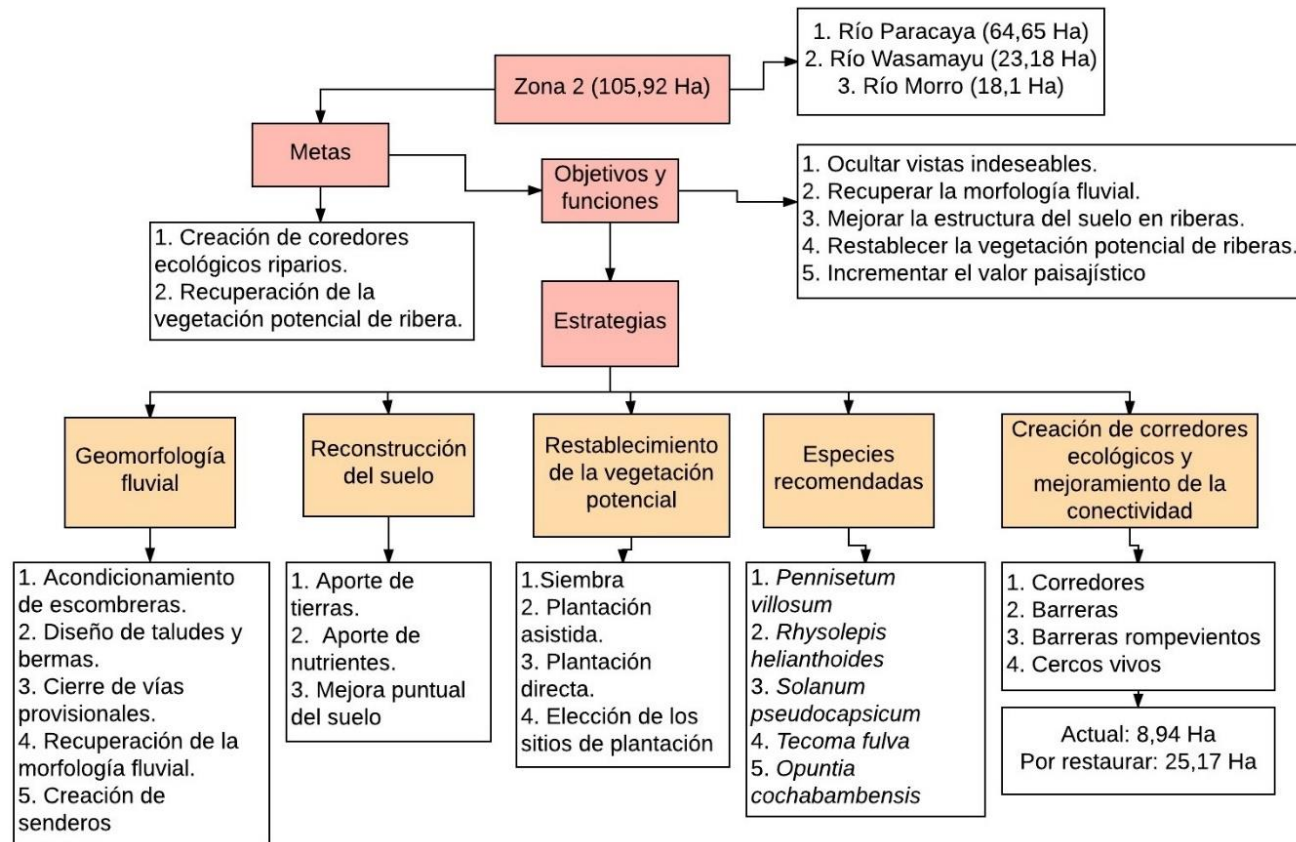 Zona 2 (105,92 Ha)
1. Río Paracaya (64,65 Ha)
2. Río Wasamayu (23,18 Ha)
3. Río Morro (18,1 Ha)
Metas
1. Creación de coredores
ecológicos riparios.
2. Recuperación de la
vegetación potencial de ribera.
Objetivos y
funciones
1. Ocultar vistas indeseables.
2. Recuperar la morfología fluvial.
3. Mejorar la estructura del suelo en riberas.
4. Restablecer la vegetación potencial de riberas.
5. Incrementar el valor paisajístico
Estrategias
Geomorfología
fluvial
1. Acondicionamiento
de escombreras.
2. Diseño de taludes y
bermas.
3. Cierre de vías
provisionales.
4. Recuperación de la
morfología fluvial.
5. Creación de
senderos
Reconstrucción
del suelo
1. Aporte de
tierras.
2. Aporte de
nutrientes.
3. Mejora puntual
del suelo
Restablecimiento
de la vegetación
potencial
1.Siembra
2. Plantación
asistida.
3. Plantación
directa.
4. Elección de los
sitios de plantación
Especies
recomendadas
1. Pennisetum
villosum
2. Rhysolepis
helianthoides
3. Solanum
pseudocapsicum
4. Tecoma fulva
5. Opuntia
cochabambensis
Creación de corredores
ecológicos y
mejoramiento de la
conectividad
1. Corredores
2. Barreras
3. Barreras rompevientos
4. Cercos vivos
Actual: 8,94 Ha
Por restaurar: 25,17 Ha